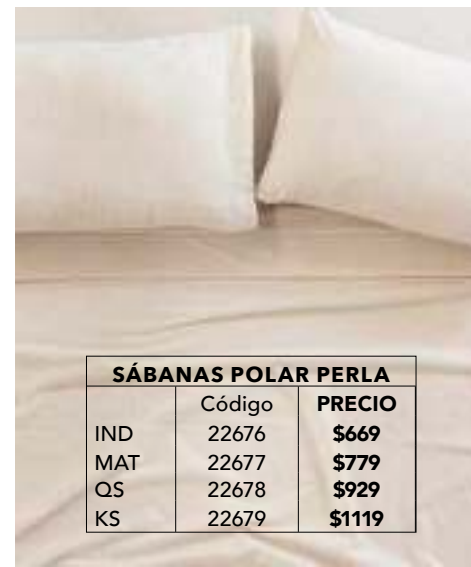 SÁBANAS POLAR PERLA
Código PRECIO
IND 22676 $669
MAT 22677 $779
QS 22678 $929
KS 22679 $1119